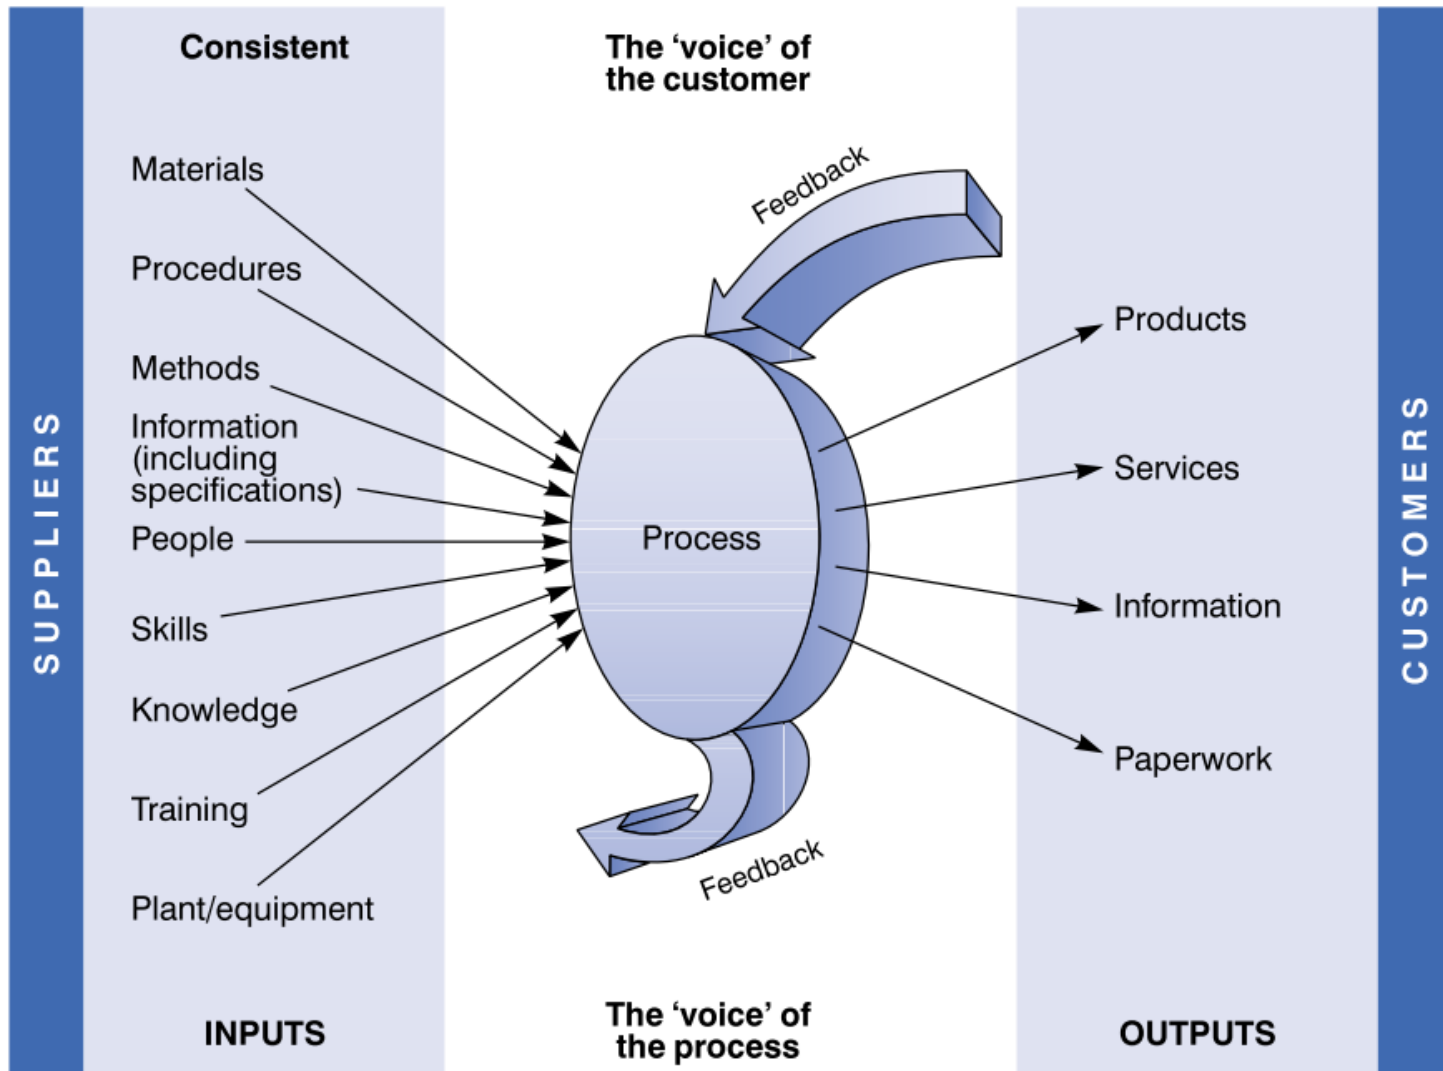 Consistent
The ‘voice’ of
the customer
Feedback
SUPPLIERS
Materials
Procedures
Methods
Information
(including
specifications)
People
Skills
Knowledge
Training
Plant/equipment
INPUTS
Process
Feedback
The ‘voice’ of
the process
Products
Services
Information
Paperwork
OUTPUTS
CUSTOMERS